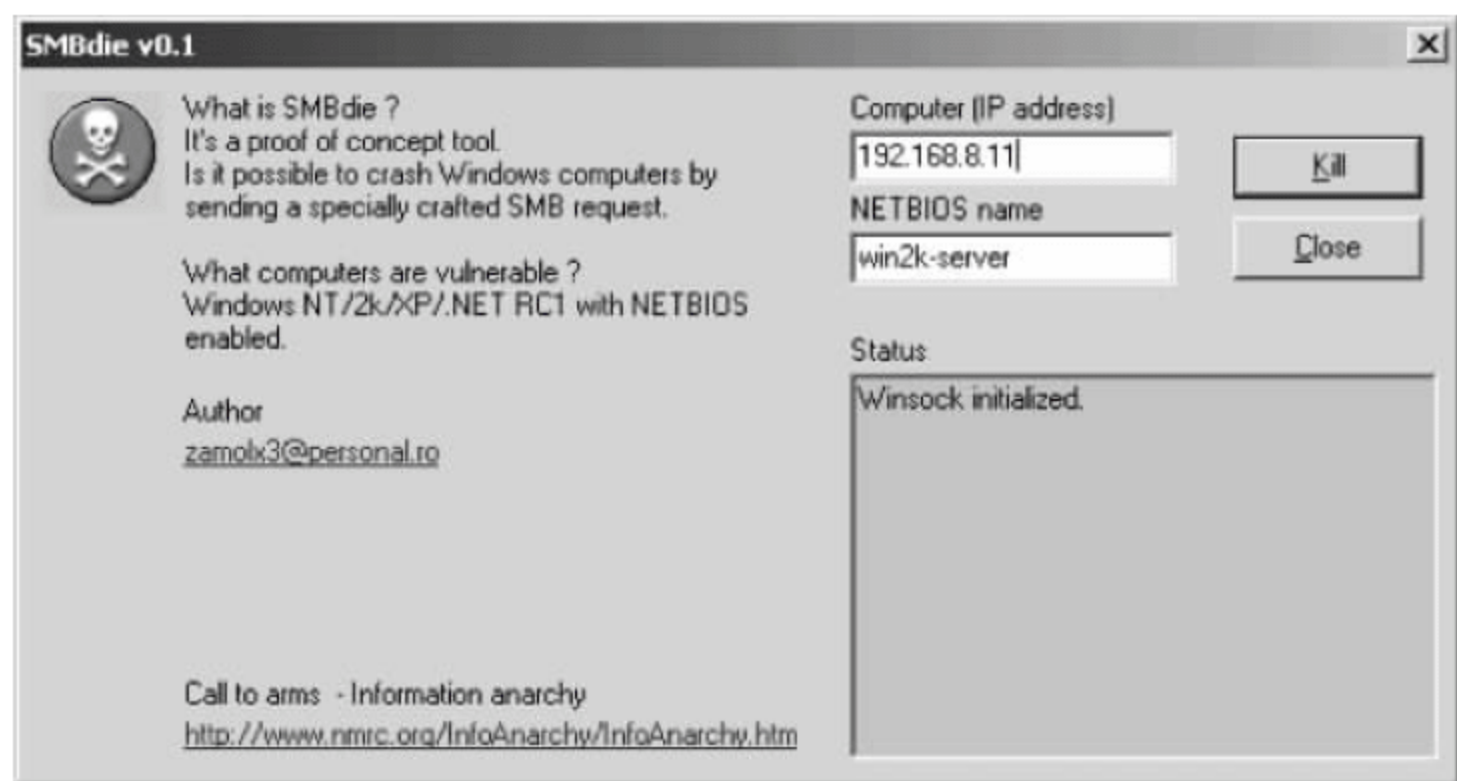 SMBdie v0.1
What is SMBdie ?
It's a proof of concept tool.
Is it possible to crash Windows computers by
sending a specially crafted SMB request.
What computers are vulnerable ?
Windows NT/2k/XP/.NET RC1 with NETBIOS
enabled.
Author
zamolx3@personal.ro
Call to arms - Information anarchy
http://www.nmrc.org/InfoAnarchy/InfoAnarchy.htm
Computer (IP address)
192.168.8.11
NETBIOS name
win2k-server
Kill
Close
Status
Winsock initialized.